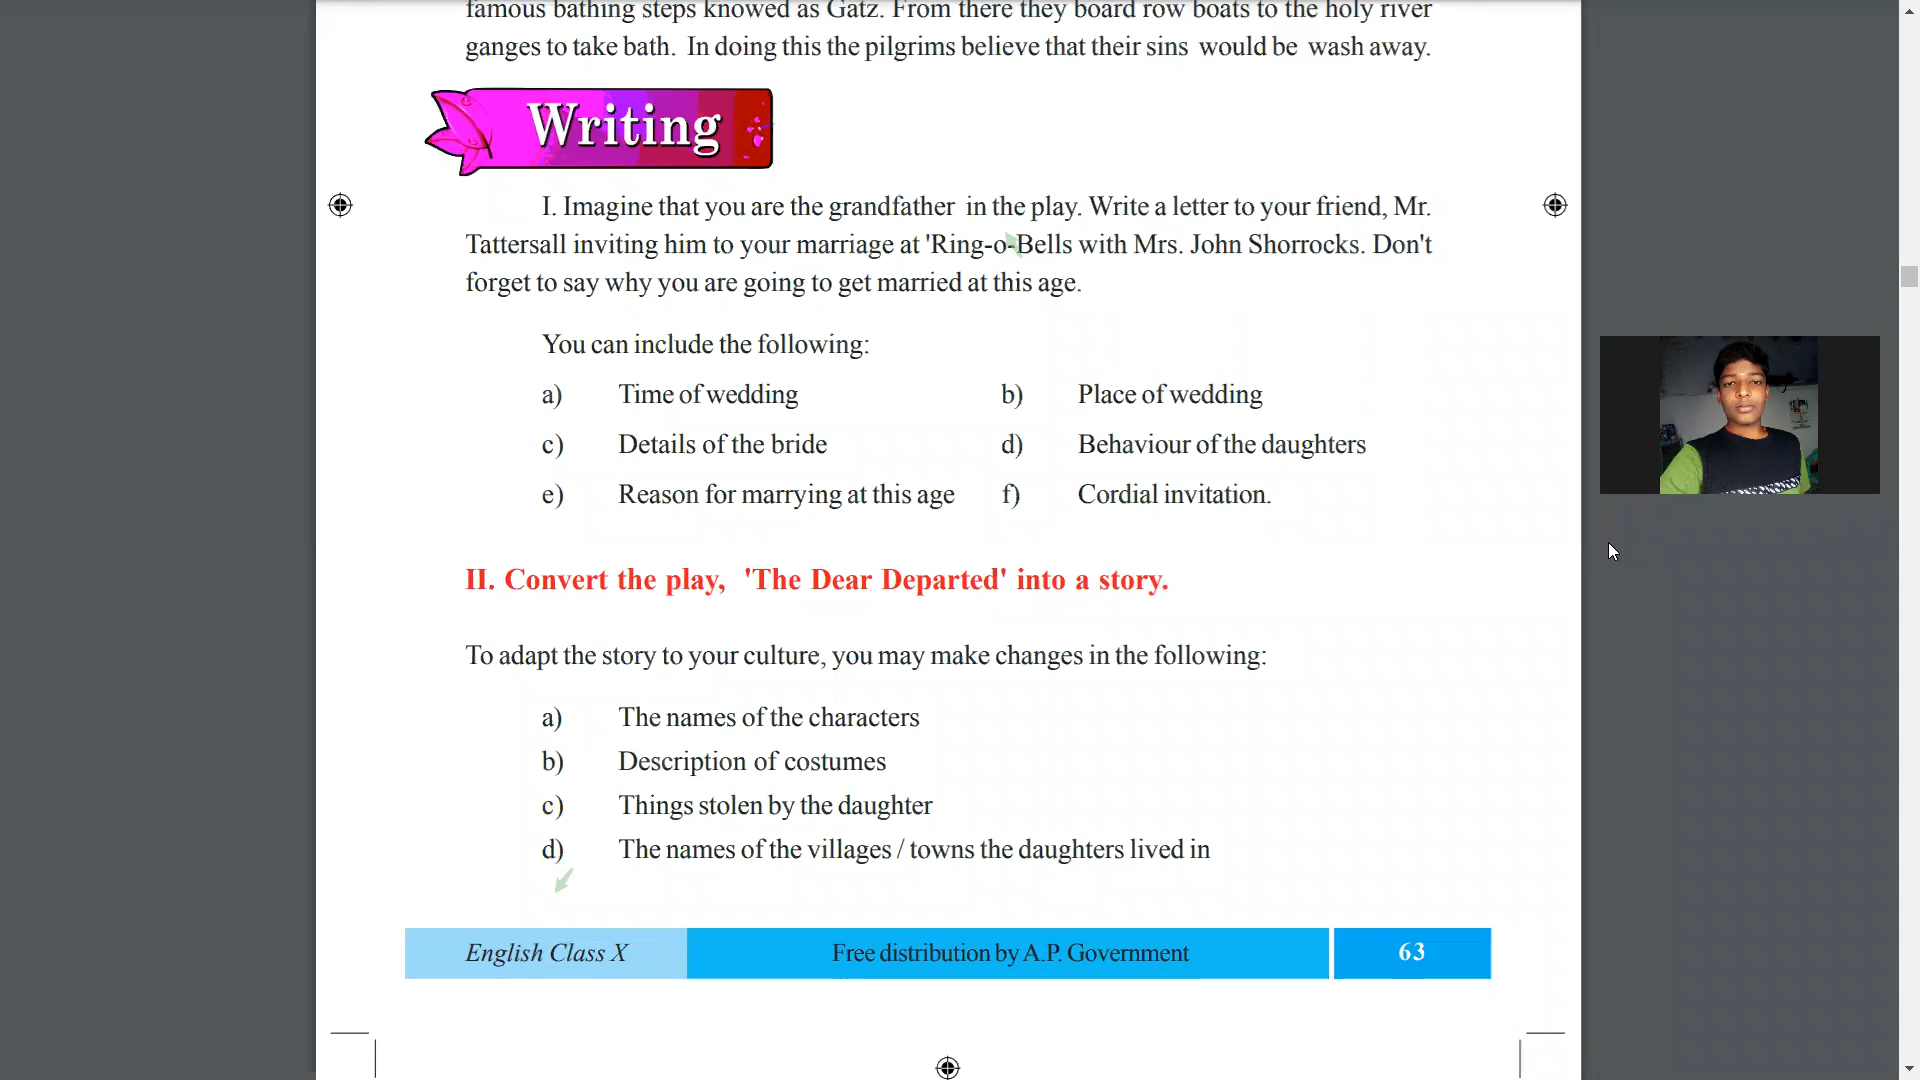 famous bathing steps knowed as Gatz. From there they board row boats to the holy river
ganges to take bath. In doing this the pilgrims believe that their sins would be wash away.
Writing
I. Imagine that you are the grandfather in the play. Write a letter to your friend, Mr.
Tattersall inviting him to your marriage at 'Ring-o-Bells with Mrs. John Shorrocks. Don't
forget to say why you are going to get married at this age.
You can include the following:
a) Time of wedding b) Place of wedding
c) Details of the bride d) Behaviour of the daughters
e) Reason for marrying at this age f) Cordial invitation.
II. Convert the play, 'The Dear Departed' into a story.
To adapt the story to your culture, you may make changes in the following:
a) The names of the characters
b) Description of costumes
c) Things stolen by the daughter
d) The names of the villages / towns the daughters lived in
English Class X Free distribution by A.P. Government 63